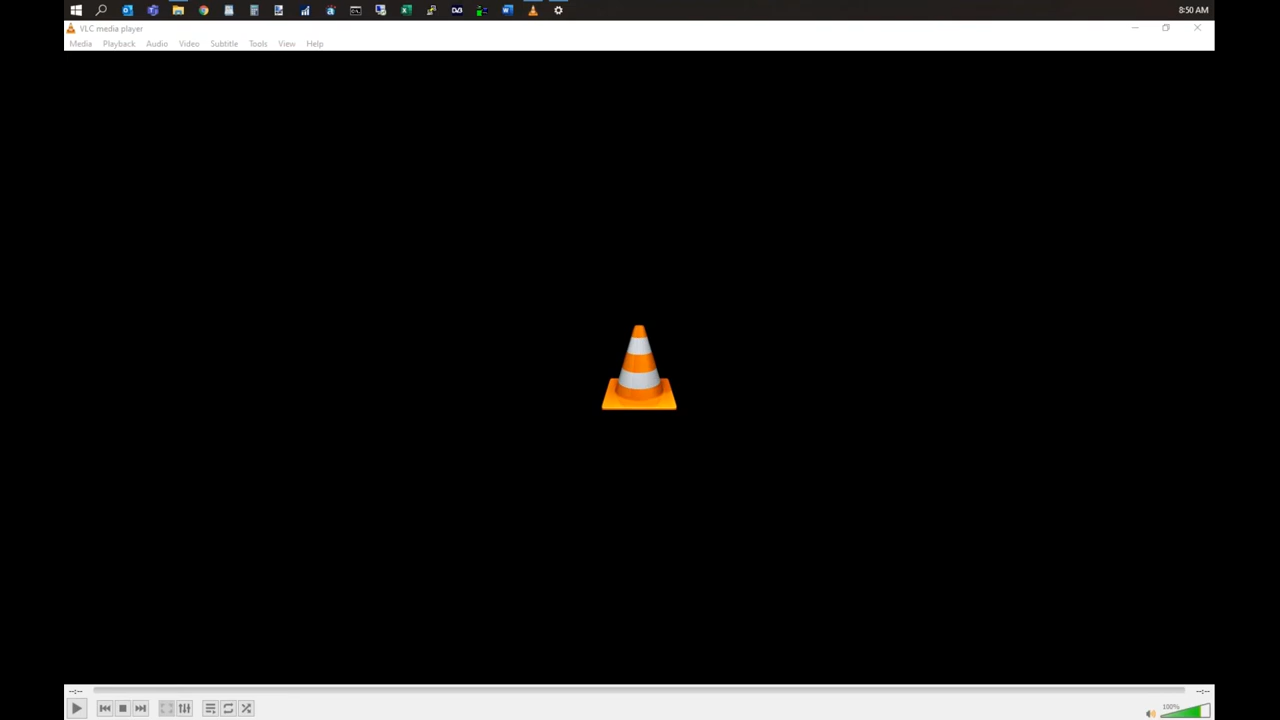 8:50 AM
VLC media player
Media Playback Audio Video Subtitle Tools View Help
--:-- --:--
100%